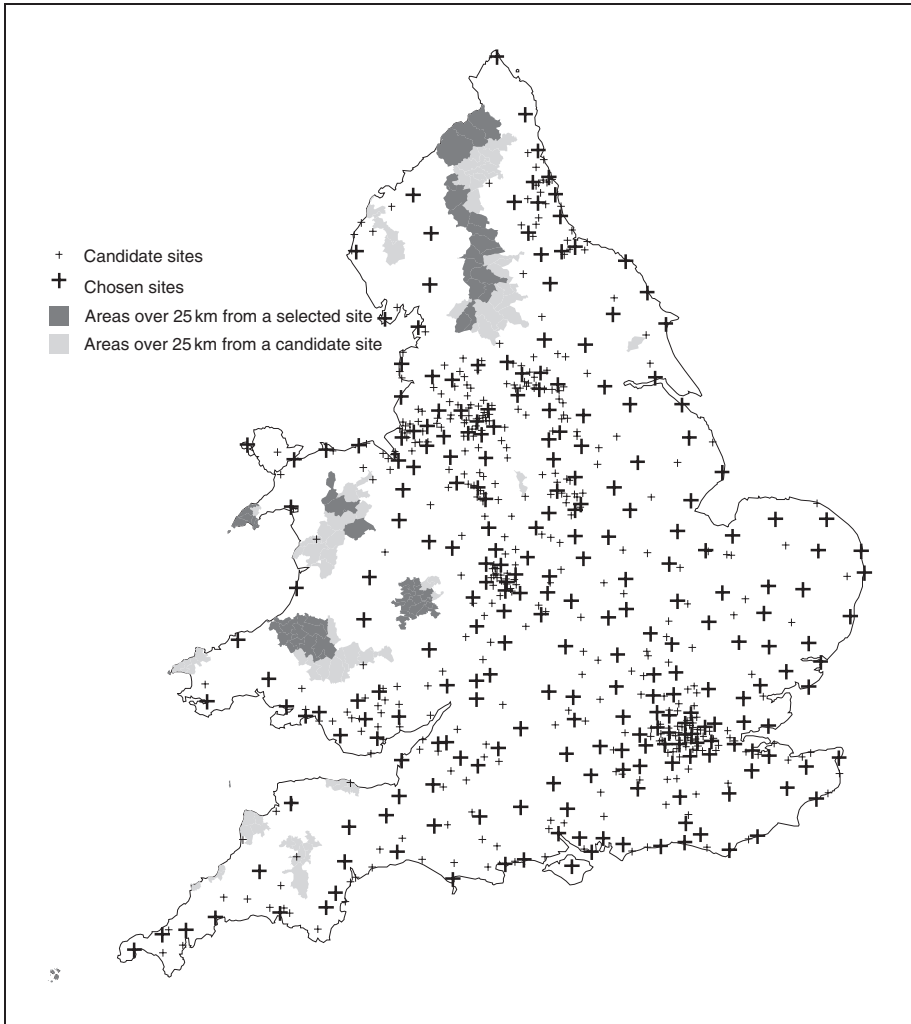 Candidate sites
Chosen sites
Areas over 25 km from a selected site
Areas over 25 km from a candidate site